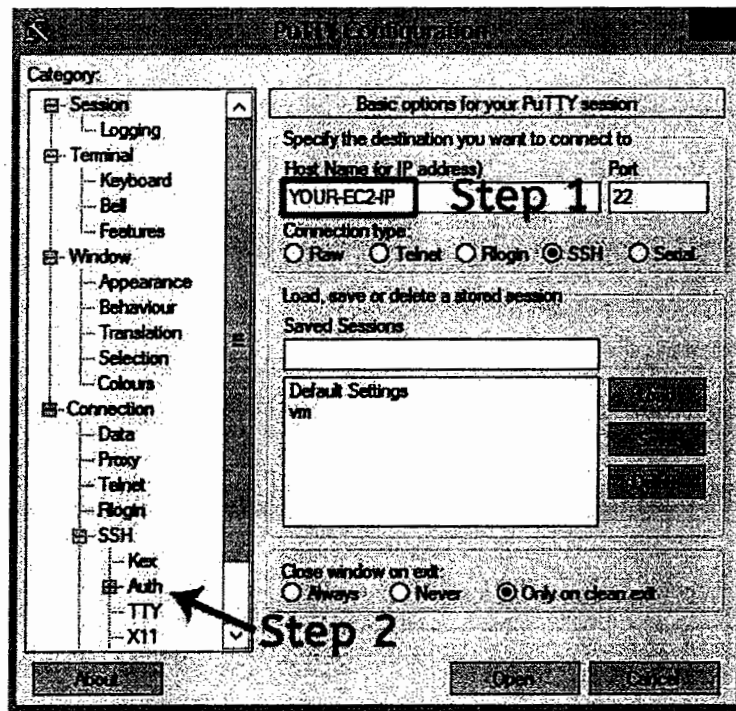 PuTTY Configuration
Category:
Session
Logging
Terminal
Keyboard
Bell
Features
Window
Appearance
Behaviour
Translation
Selection
Colours
Connection
Data
Proxy
Telnet
Rlogin
SSH
Kex
Auth
TTY
X11
Basic options for your PuTTY session
Specify the destination you want to connect to
Host Name (or IP address)
Port
YOUR-EC2-IP
Step 1
22
Connection type:
Raw Telnet Rlogin SSH Serial
Load, save or delete a stored session
Saved Sessions
Default Settings
vm
Load
Save
Delete
Close window on exit:
Always Never Only on clean exit
Step 2
About
Open
Cancel